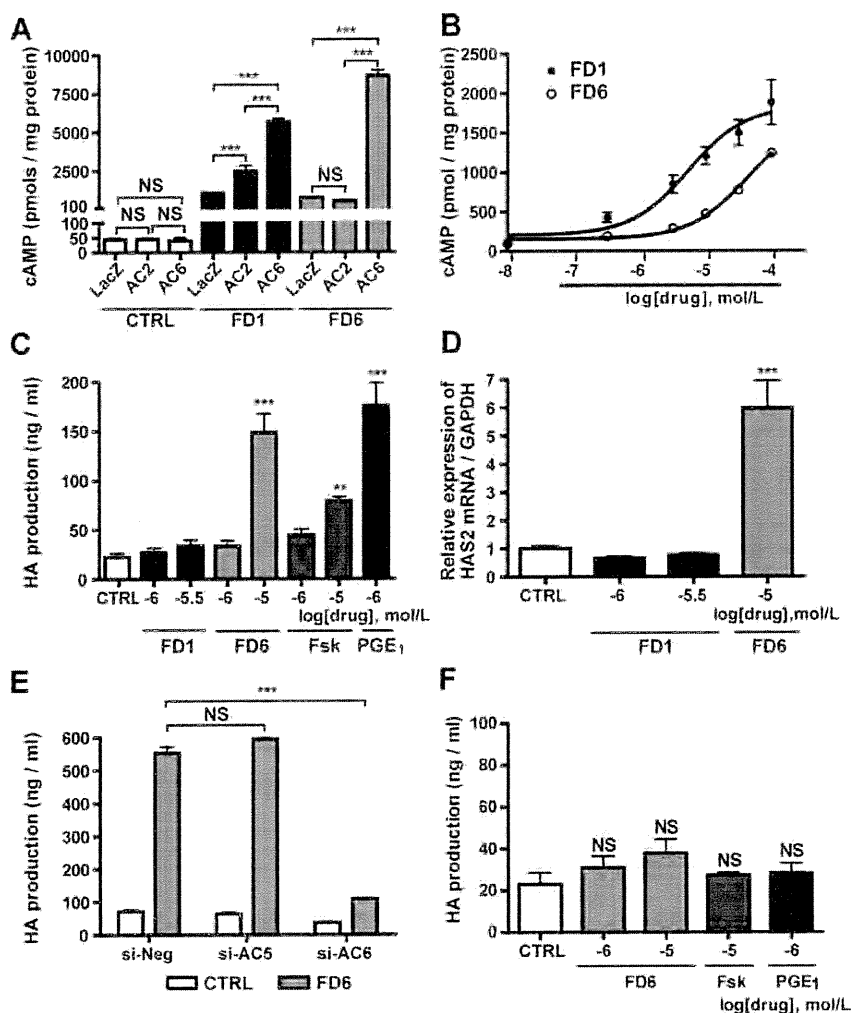 A
cAMP (pmols / mg protein)
10000
7500
5000
2500
100
100
50
0
***
***
***
***
***
***
NS
NS
NS
NS
LacZ AC2 AC6 LacZ AC2 AC6 LacZ AC2 AC6
CTRL FD1 FD6
B
cAMP (pmol / mg protein)
2500
2000
1500
1000
500
0
FD1
FD6
-8 -7 -6 -5 -4
log[drug], mol/L
C
HA production (ng / ml)
200
150
100
50
0
***
**
***
CTRL -6 -5.5 -6 -5 -6 -5 -6
log[drug], mol/L
FD1 FD6 Fsk PGE1
D
Relative expression of
HAS2 mRNA / GAPDH
7
6
5
4
3
2
1
0
***
CTRL -6 -5.5 -5
log[drug],mol/L
FD1 FD6
E
HA production (ng / ml)
600
500
400
300
200
100
0
***
NS
si-Neg si-AC5 si-AC6
CTRL FD6
F
HA production (ng / ml)
100
80
60
40
20
0
NS NS NS NS
CTRL -6 -5 -5 -6
FD6 Fsk PGE1
log[drug], mol/L